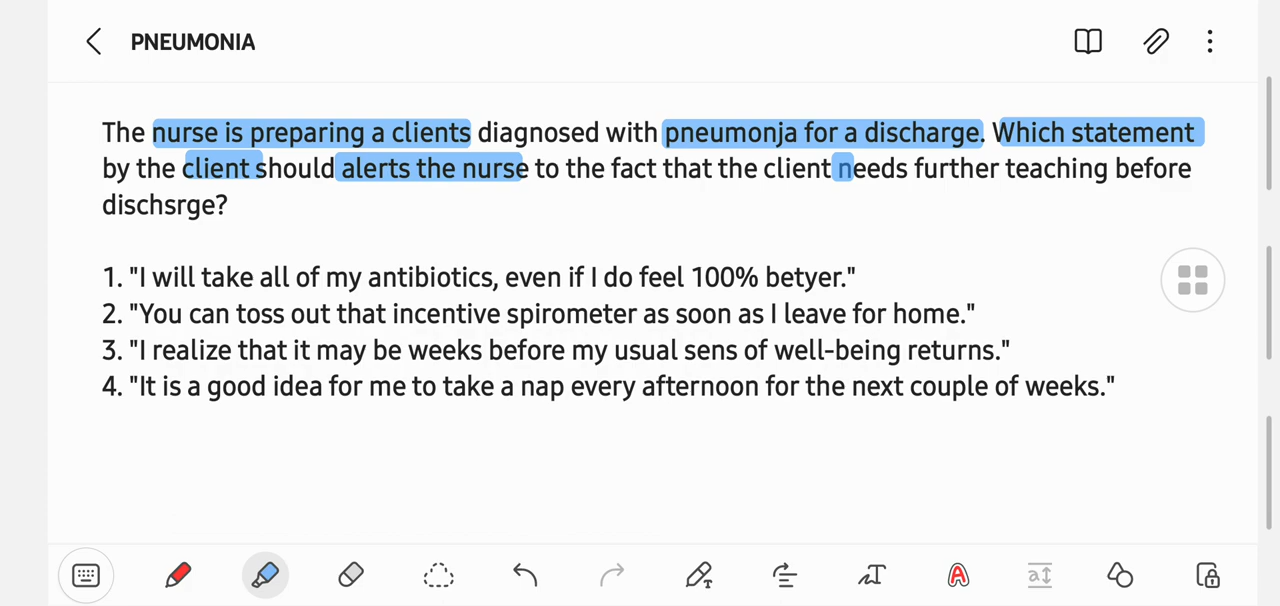 PNEUMONIA
The nurse is preparing a clients diagnosed with pneumonja for a discharge. Which statement
by the client should alerts the nurse to the fact that the client needs further teaching before
dischsrge?
1. "I will take all of my antibiotics, even if I do feel 100% betyer."
2. "You can toss out that incentive spirometer as soon as I leave for home."
3. "I realize that it may be weeks before my usual sens of well-being returns."
4. "It is a good idea for me to take a nap every afternoon for the next couple of weeks."